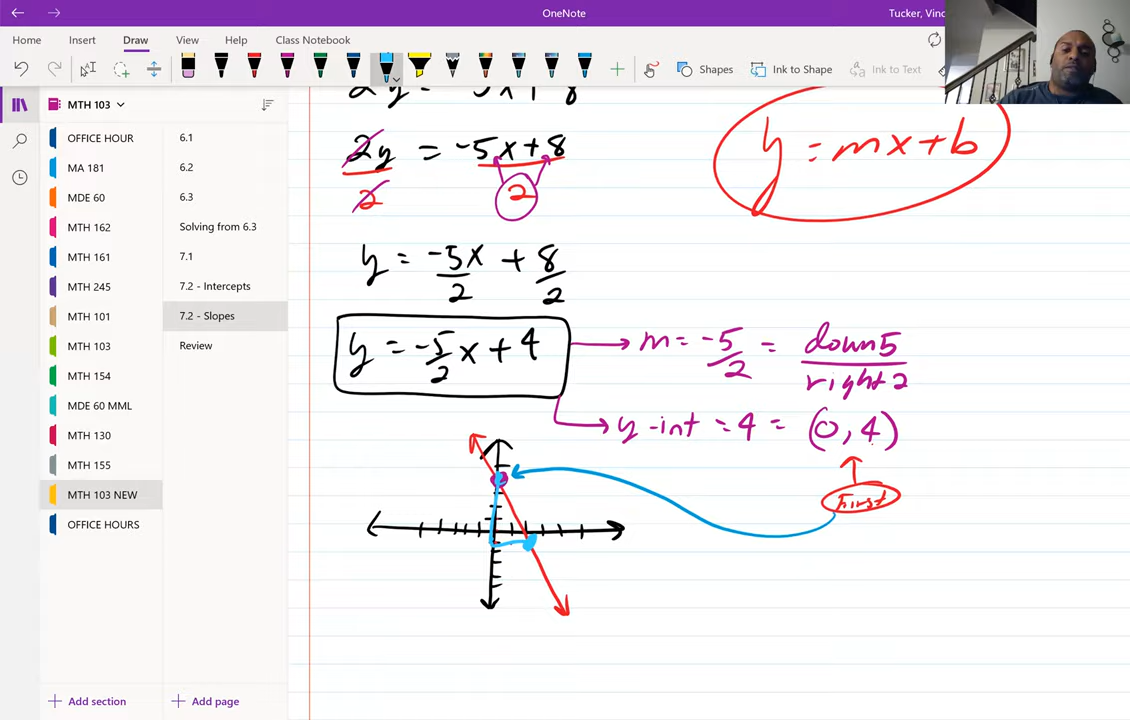 OneNote
Tucker, Vinc
Home Insert Draw View Help Class Notebook
Shapes Ink to Shape Ink to Text
MTH 103
OFFICE HOUR
MA 181
MDE 60
MTH 162
MTH 161
MTH 245
MTH 101
MTH 103
MTH 154
MDE 60 MML
MTH 130
MTH 155
MTH 103 NEW
OFFICE HOURS
Add section
6.1
6.2
6.3
Solving from 6.3
7.1
7.2 - Intercepts
7.2 - Slopes
Review
Add page
2y = -5x + 8
2y = -5x + 8
2 2
y = -5x + 8
2 2
y = -5/2 x + 4
y = mx + b
m = -5/2 = down 5
right 2
y-int = 4 = (0, 4)
First